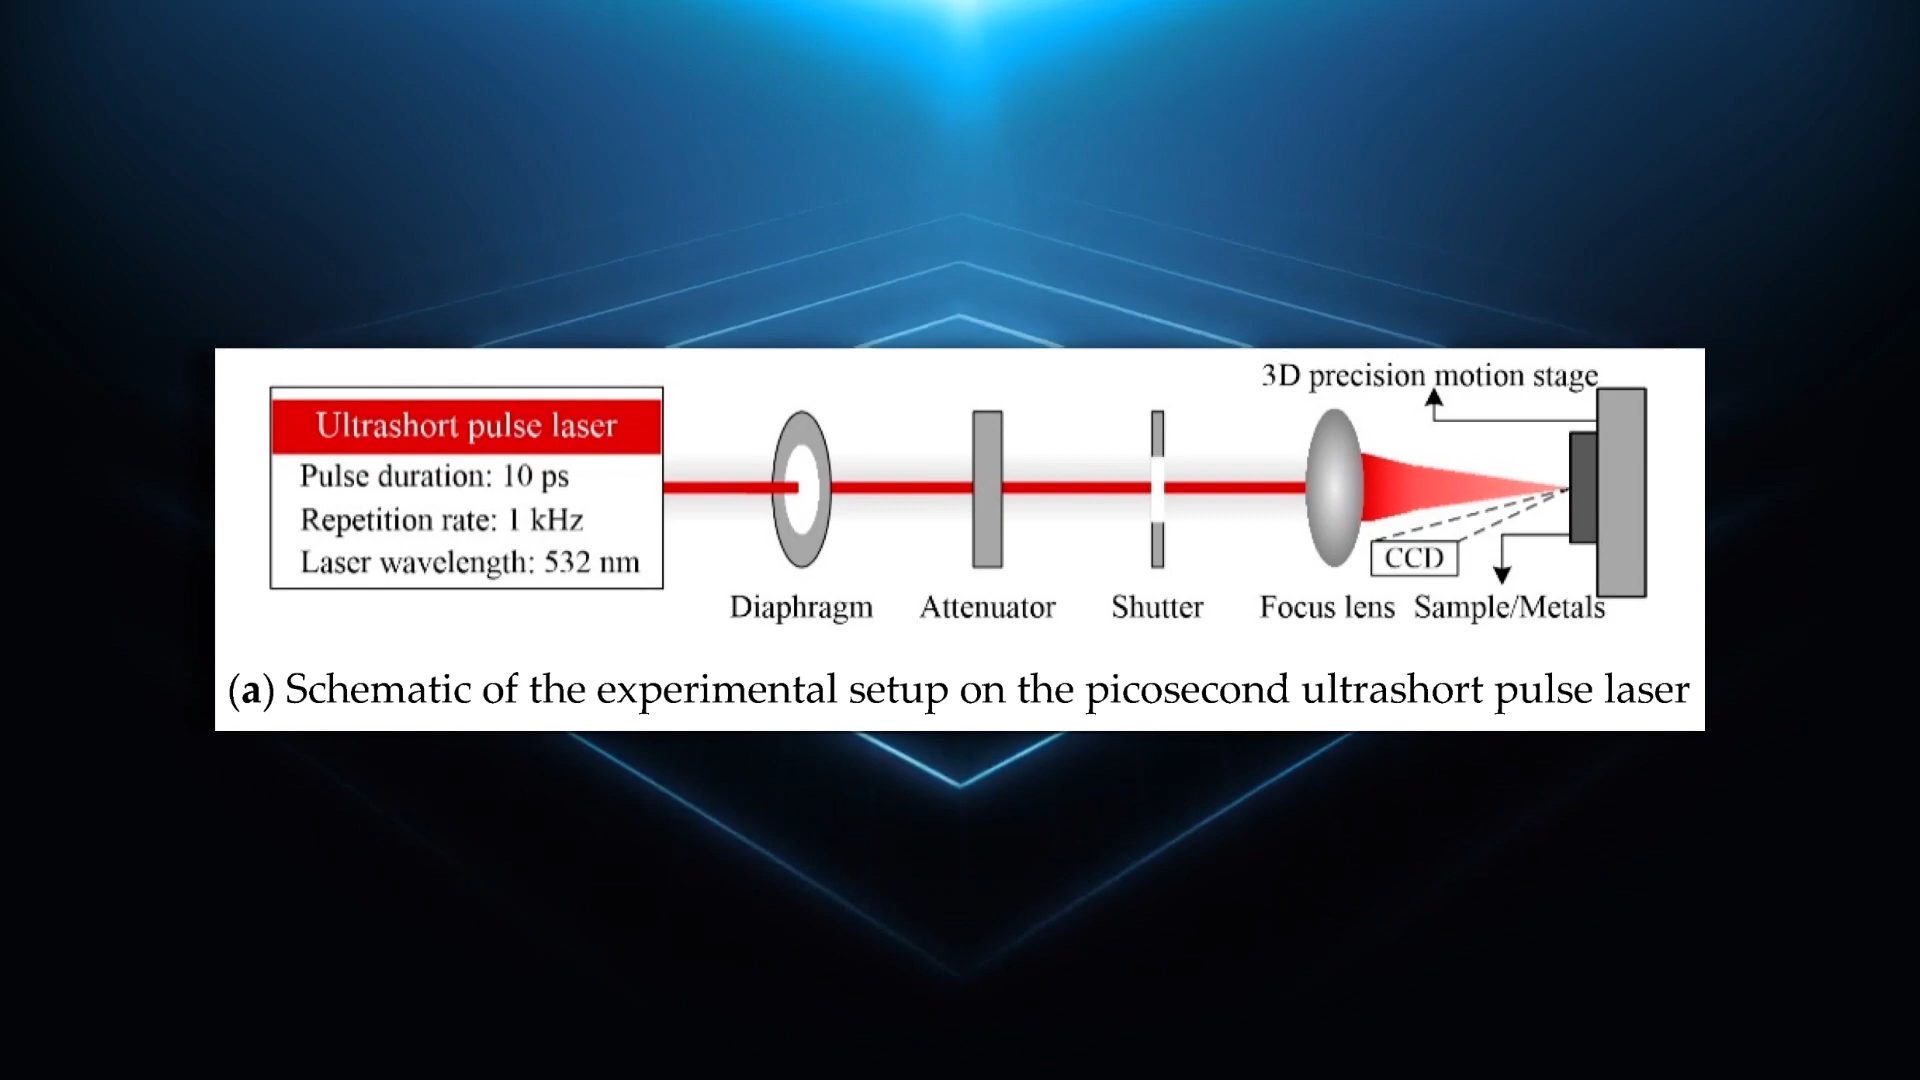 3D precision motion stage
Ultrashort pulse laser
Pulse duration: 10 ps
Repetition rate: 1 kHz
Laser wavelength: 532 nm
CCD
Diaphragm
Attenuator
Shutter
Focus lens
Sample/Metals
(a) Schematic of the experimental setup on the picosecond ultrashort pulse laser